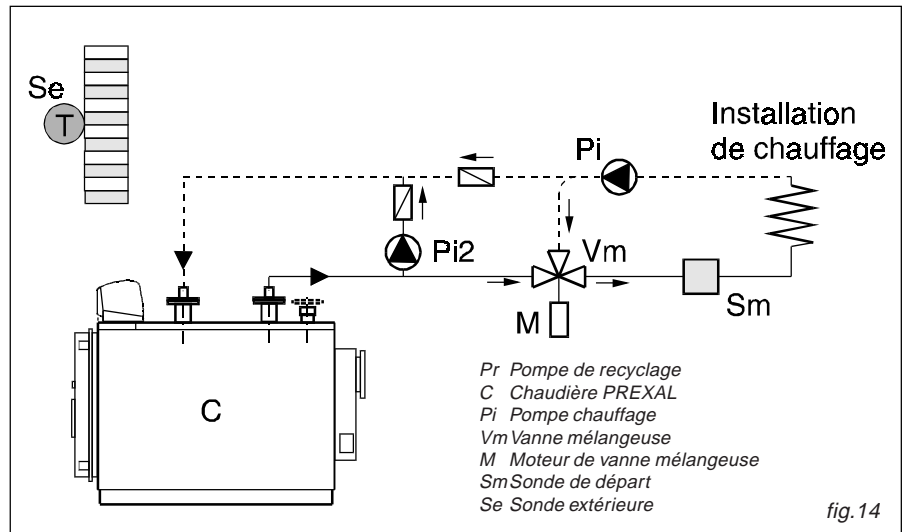 Se
T
Installation
de chauffage
Pi
Pi2
Vm
Sm
M
C
Pr Pompe de recyclage
C Chaudière PREXAL
Pi Pompe chauffage
Vm Vanne mélangeuse
M Moteur de vanne mélangeuse
Sm Sonde de départ
Se Sonde extérieure
fig.14